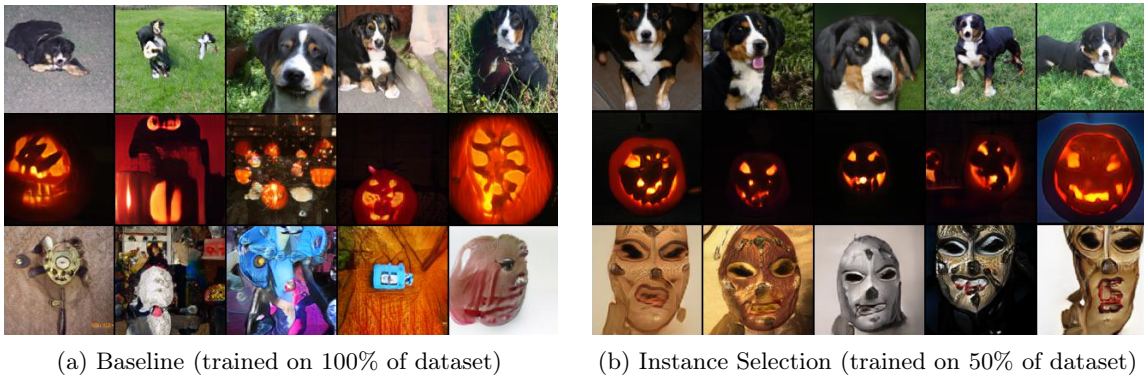 (a) Baseline (trained on 100% of dataset)
(b) Instance Selection (trained on 50% of dataset)